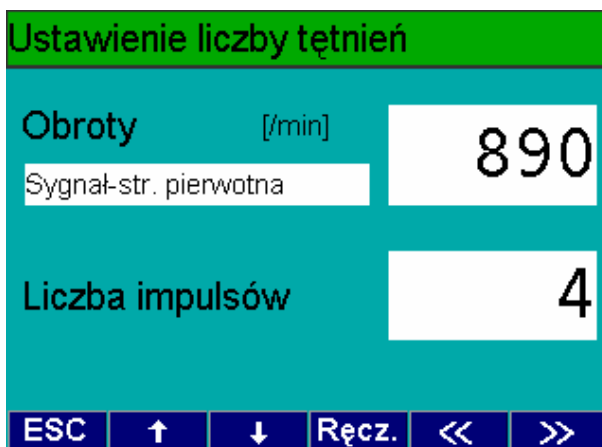 Ustawienie liczby tętnień
Obroty [/min] 890
Sygnał-str. pierwotna
Liczba impulsów 4
ESC ↑ ↓ Ręcz. << >>